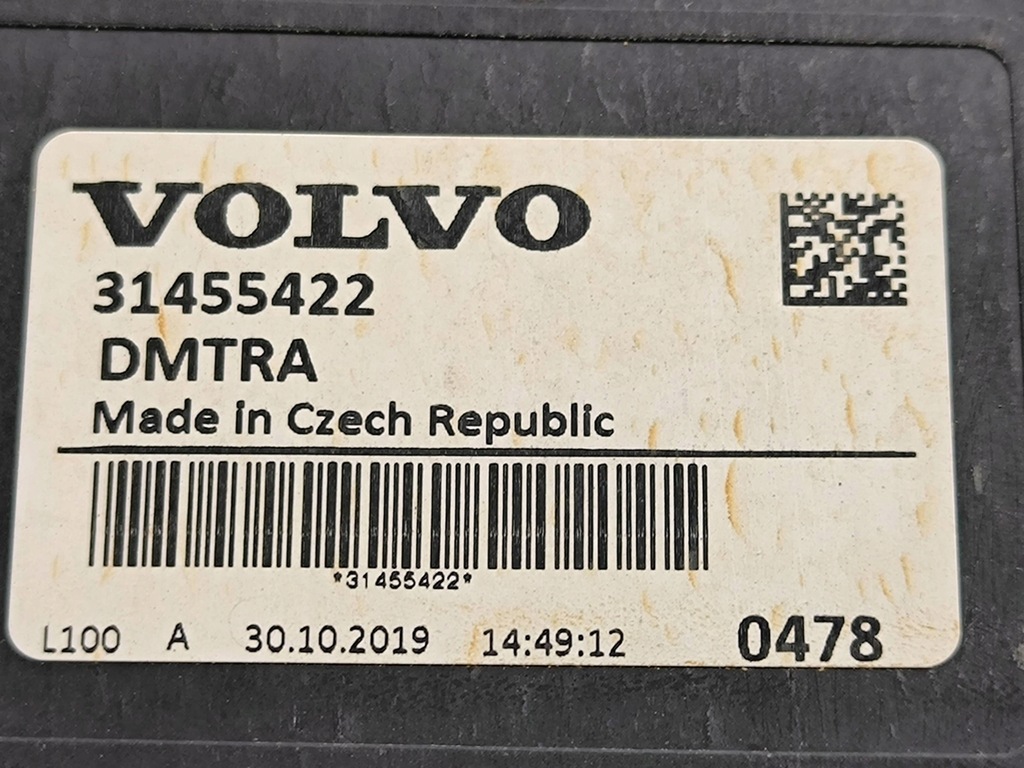 VOLVO
31455422
DMTRA
Made in Czech Republic
*31455422*
L100 A 30.10.2019 14:49:12 0478